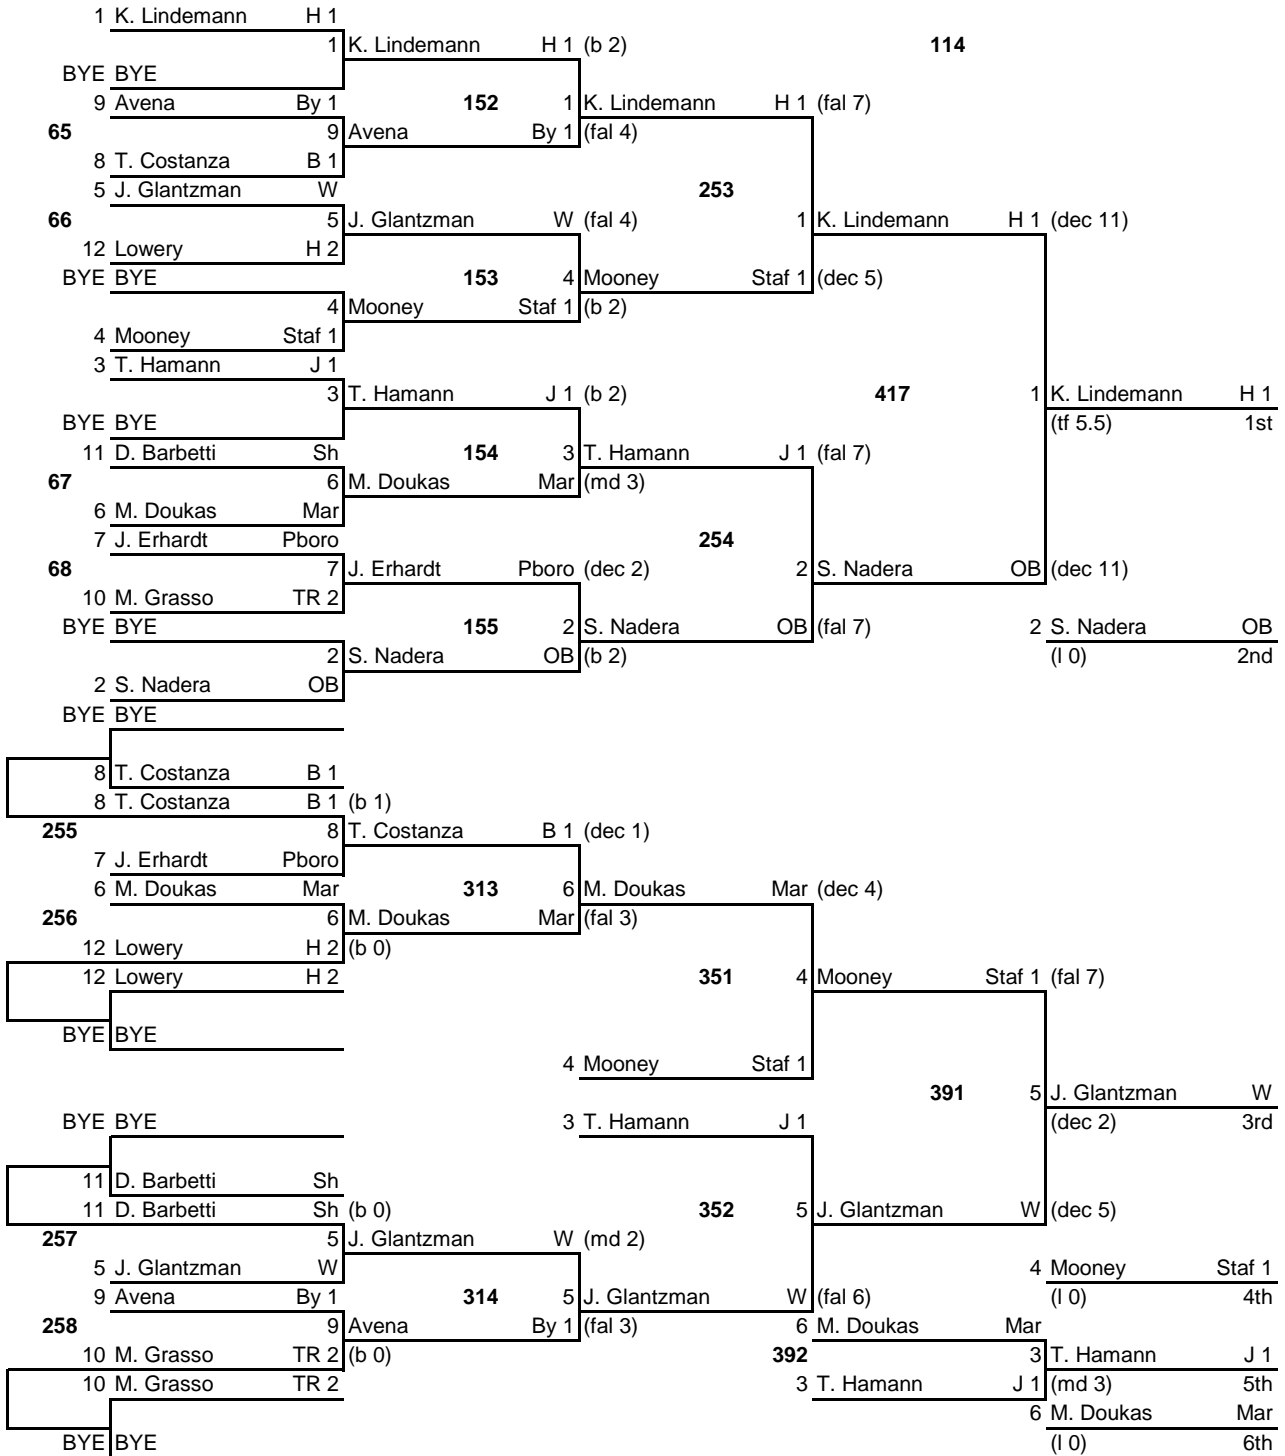 1 K. Lindemann H 1
1 K. Lindemann H 1 (b 2) 114
BYE BYE
9 Avena By 1 152 1 K. Lindemann H 1 (fal 7)
65 9 Avena By 1 (fal 4)
8 T. Costanza B 1
5 J. Glantzman W 253
66 5 J. Glantzman W (fal 4) 1 K. Lindemann H 1 (dec 11)
12 Lowery H 2
BYE BYE 153 4 Mooney Staf 1 (dec 5)
4 Mooney Staf 1 (b 2)
4 Mooney Staf 1
3 T. Hamann J 1
3 T. Hamann J 1 (b 2) 417 1 K. Lindemann H 1
BYE BYE (tf 5.5) 1st
11 D. Barbetti Sh 154 3 T. Hamann J 1 (fal 7)
67 6 M. Doukas Mar (md 3)
6 M. Doukas Mar
7 J. Erhardt Pboro 254
68 7 J. Erhardt Pboro (dec 2) 2 S. Nadera OB (dec 11)
10 M. Grasso TR 2
BYE BYE 155 2 S. Nadera OB (fal 7) 2 S. Nadera OB
2 S. Nadera OB (b 2) (l 0) 2nd
2 S. Nadera OB
BYE BYE
8 T. Costanza B 1
8 T. Costanza B 1 (b 1)
255 8 T. Costanza B 1 (dec 1)
7 J. Erhardt Pboro
6 M. Doukas Mar 313 6 M. Doukas Mar (dec 4)
256 6 M. Doukas Mar (fal 3)
12 Lowery H 2 (b 0)
12 Lowery H 2 351 4 Mooney Staf 1 (fal 7)
BYE BYE
4 Mooney Staf 1
391 5 J. Glantzman W
BYE BYE 3 T. Hamann J 1 (dec 2) 3rd
11 D. Barbetti Sh
11 D. Barbetti Sh (b 0) 352 5 J. Glantzman W (dec 5)
257 5 J. Glantzman W (md 2)
5 J. Glantzman W 4 Mooney Staf 1
9 Avena By 1 314 5 J. Glantzman W (fal 6) (l 0) 4th
258 9 Avena By 1 (fal 3) 6 M. Doukas Mar
10 M. Grasso TR 2 (b 0) 392 3 T. Hamann J 1
10 M. Grasso TR 2 3 T. Hamann J 1 (md 3) 5th
6 M. Doukas Mar
BYE BYE (l 0) 6th